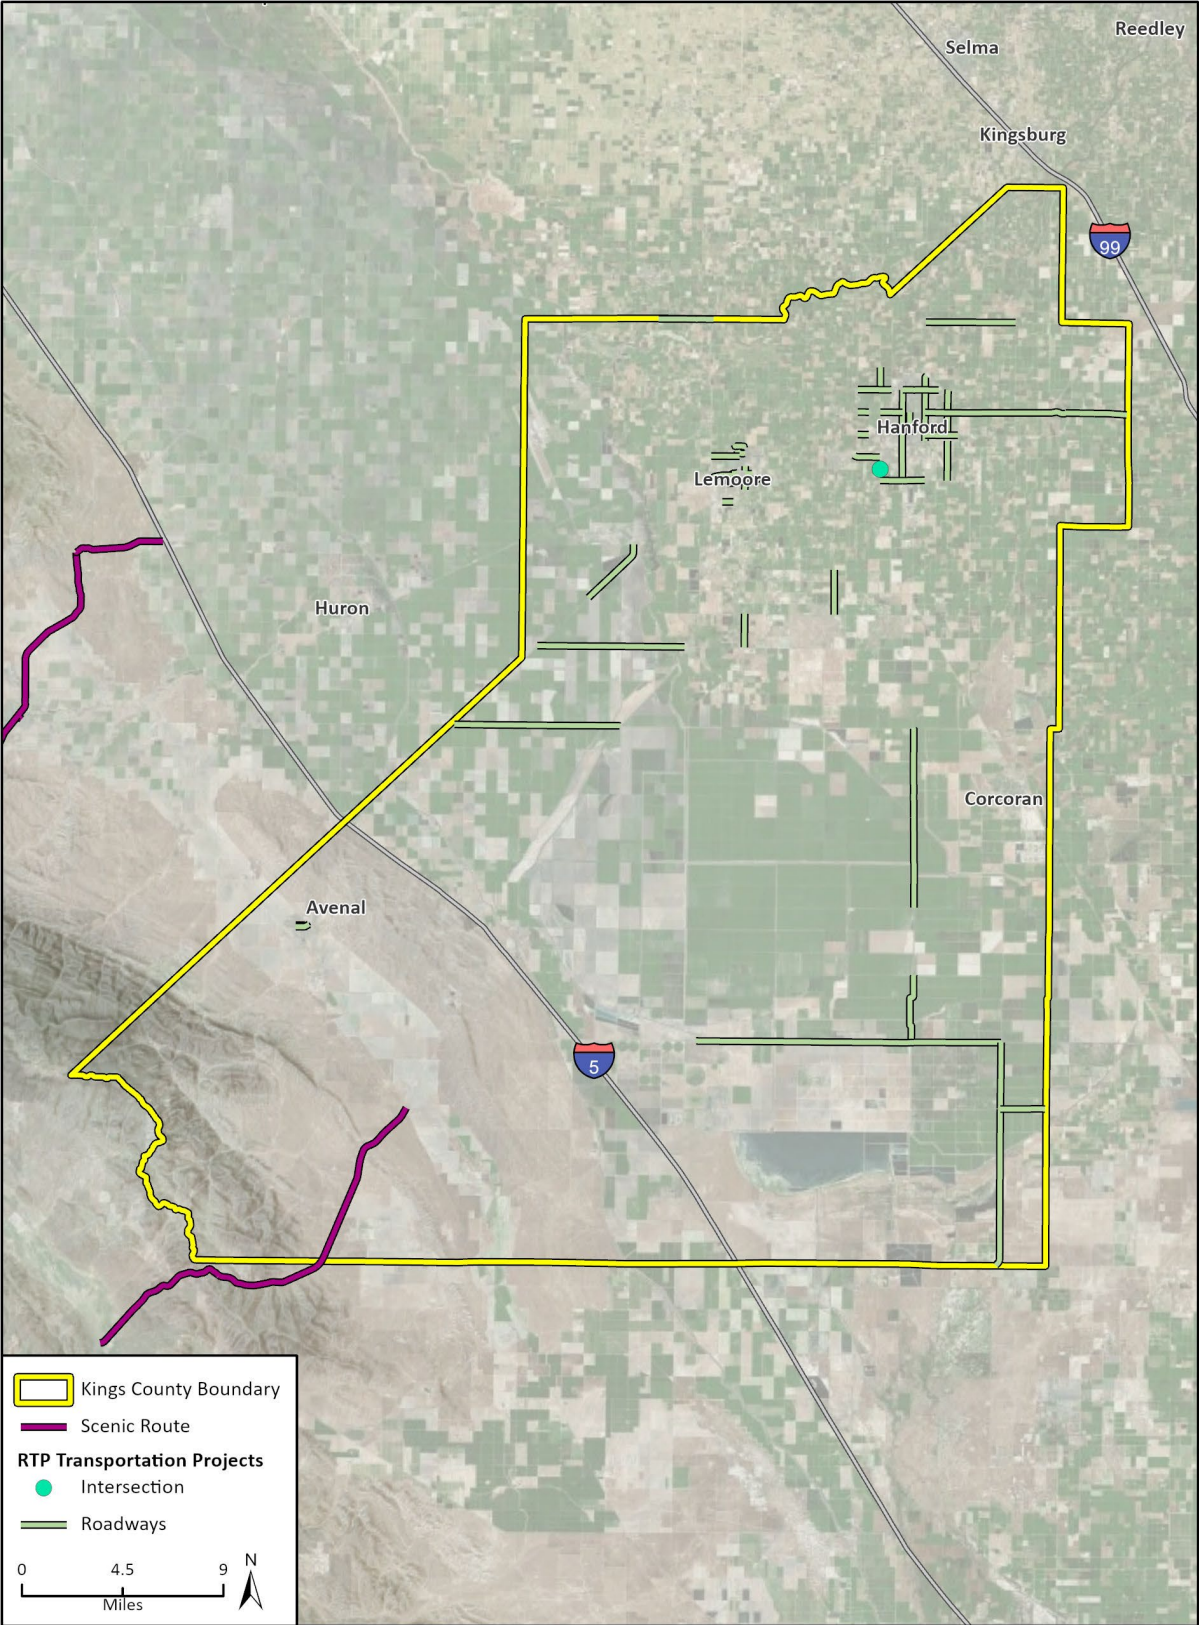 Reedley
Selma
Kingsburg
99
Hanford
Lemoore
Huron
Corcoran
Avenal
5
Kings County Boundary
Scenic Route
RTP Transportation Projects
Intersection
Roadways
0 4.5 9
N
Miles